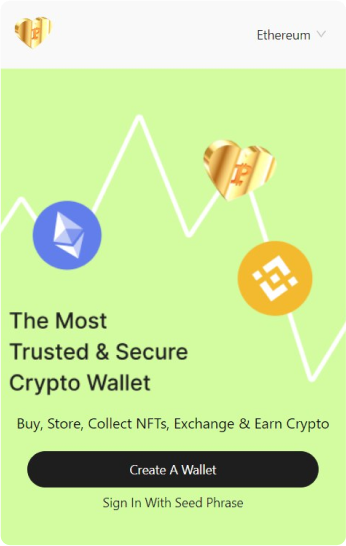 Ethereum
The Most
Trusted & Secure
Crypto Wallet
Buy, Store, Collect NFTs, Exchange & Earn Crypto
Create A Wallet
Sign In With Seed Phrase